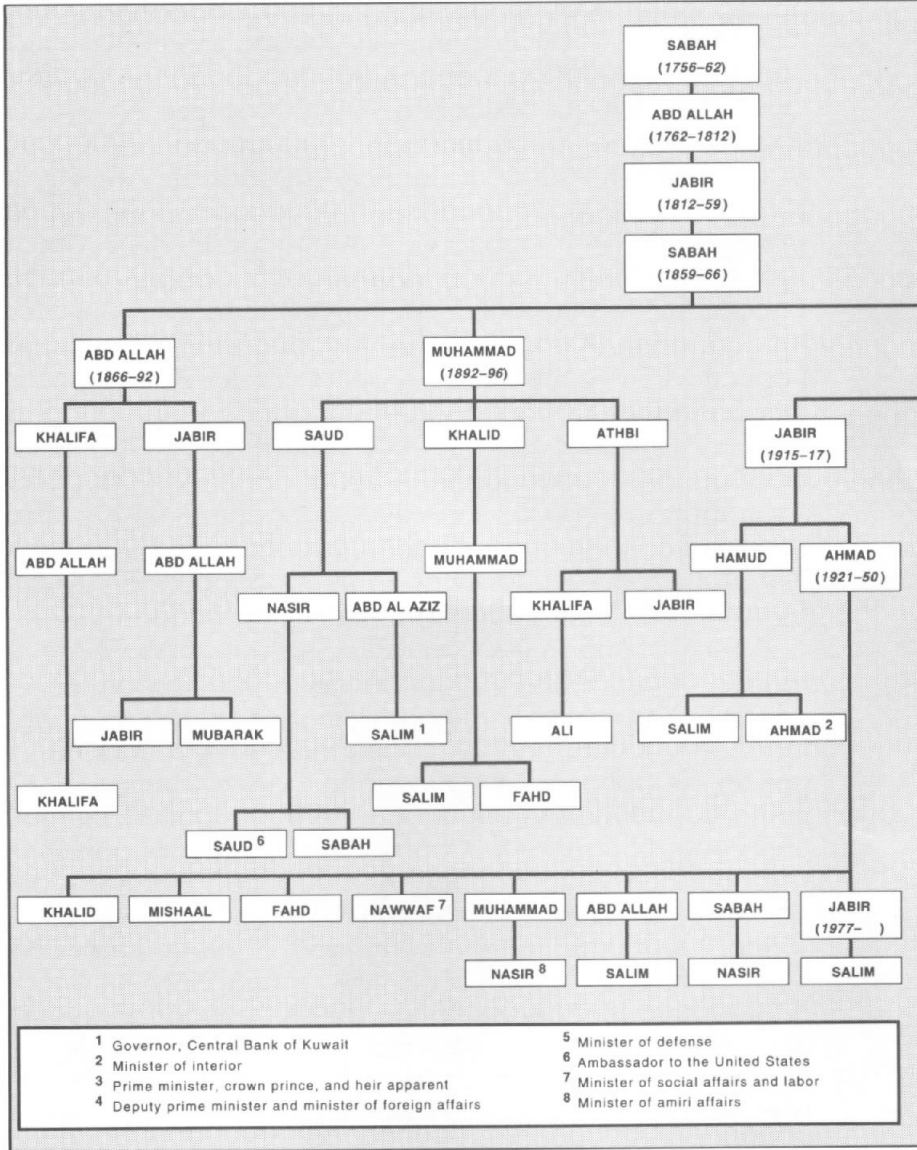 SABAH
(1756–62)
ABD ALLAH
(1762–1812)
JABIR
(1812–59)
SABAH
(1859–66)
ABD ALLAH
(1866–92)
MUHAMMAD
(1892–96)
KHALIFA
JABIR
SAUD
KHALID
ATHBI
JABIR
(1915–17)
ABD ALLAH
ABD ALLAH
MUHAMMAD
HAMUD
AHMAD
(1921–50)
NASIR
ABD AL AZIZ
KHALIFA
JABIR
JABIR
MUBARAK
SALIM 1
ALI
SALIM
AHMAD 2
KHALIFA
SALIM
FAHD
SAUD 6
SABAH
KHALID
MISHAAL
FAHD
NAWWAF 7
MUHAMMAD
ABD ALLAH
SABAH
JABIR
(1977– )
NASIR 8
SALIM
NASIR
SALIM
1 Governor, Central Bank of Kuwait
2 Minister of interior
3 Prime minister, crown prince, and heir apparent
4 Deputy prime minister and minister of foreign affairs
5 Minister of defense
6 Ambassador to the United States
7 Minister of social affairs and labor
8 Minister of amiri affairs